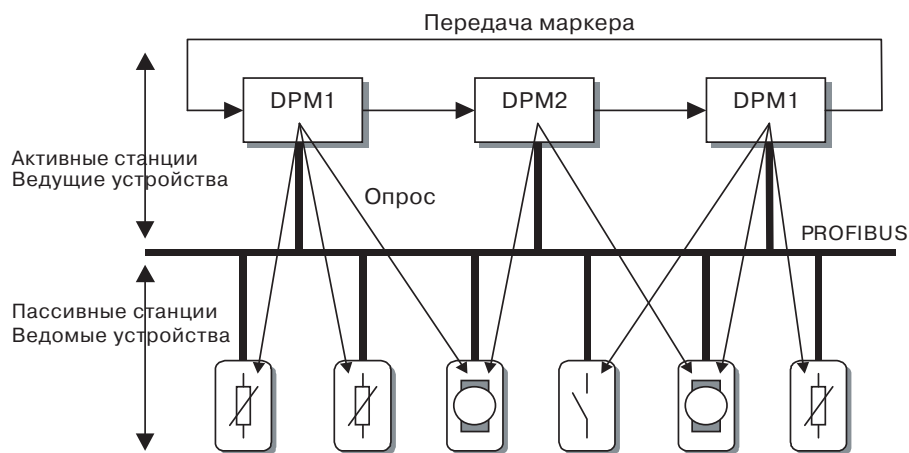 Передача маркера
DPM1
DPM2
DPM1
Активные станции
Ведущие устройства
Опрос
PROFIBUS
Пассивные станции
Ведомые устройства